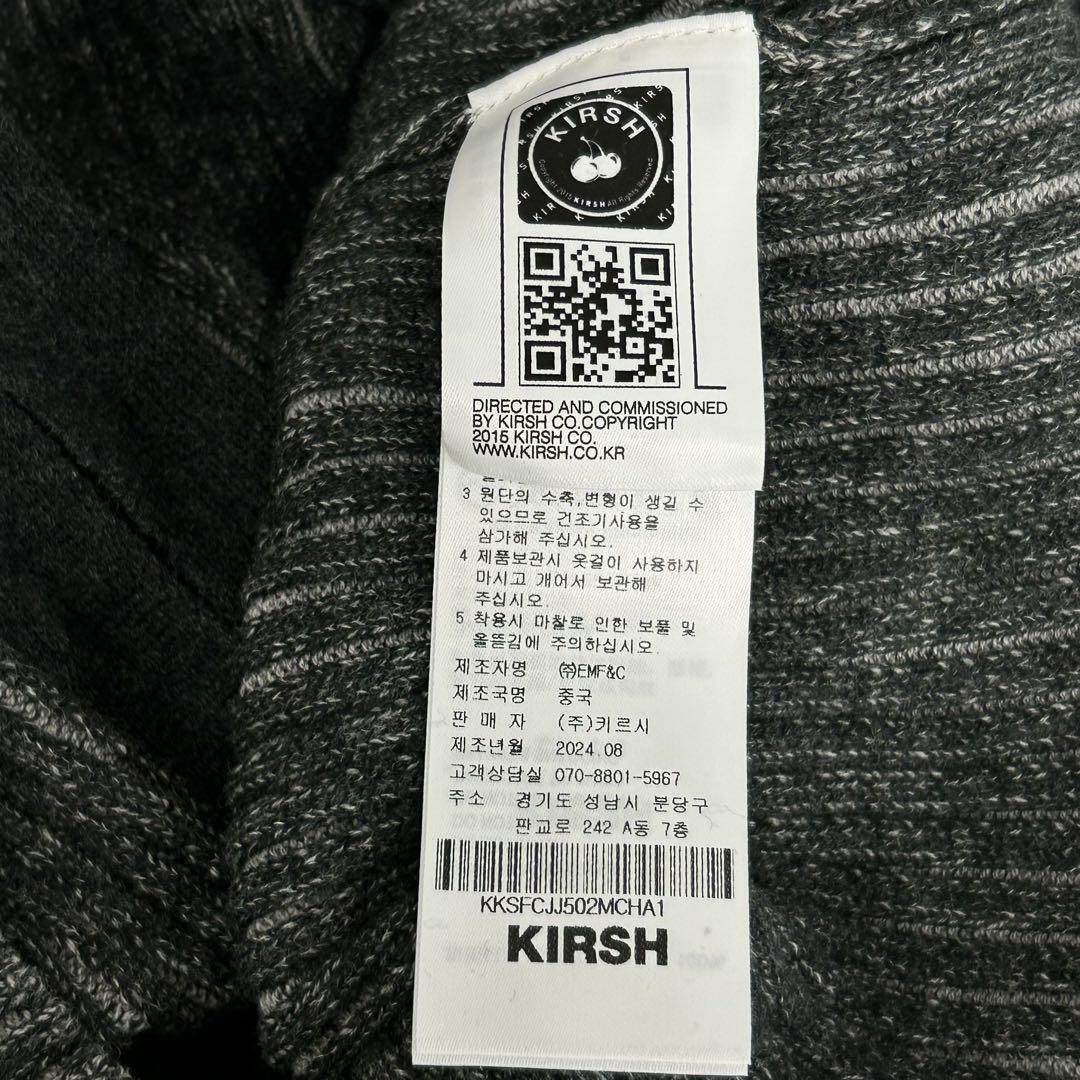 KIRSH
Copyright 2015 KIRSH All Rights Reserved.
DIRECTED AND COMMISSIONED
BY KIRSH CO.COPYRIGHT
2015 KIRSH CO.
WWW.KIRSH.CO.KR
3 원단의 수축,변형이 생길 수
있으므로 건조기사용을
삼가해 주십시오.
4 제품보관시 옷걸이 사용하지
마시고 개어서 보관해
주십시오.
5 착용시 마찰로 인한 보풀 및
올뜯김에 주의하십시오.
제조자명 ㈜EMF&C
제조국명 중국
판 매 자 (주)키르시
제조년월 2024.08
고객상담실 070-8801-5967
주소 경기도 성남시 분당구
판교로 242 A동 7층
KKSFCJJ502MCHA1
KIRSH